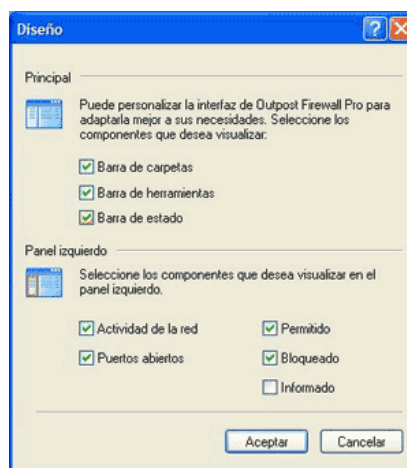 Diseño
Principal
Puede personalizar la interfaz de Outpost Firewall Pro para
adaptarla mejor a sus necesidades. Seleccione los
componentes que desea visualizar:
Barra de carpetas
Barra de herramientas
Barra de estado
Panel izquierdo
Seleccione los componentes que desea visualizar en el
panel izquierdo.
Actividad de la red Permitido
Puertos abiertos Bloqueado
Informado
Aceptar Cancelar